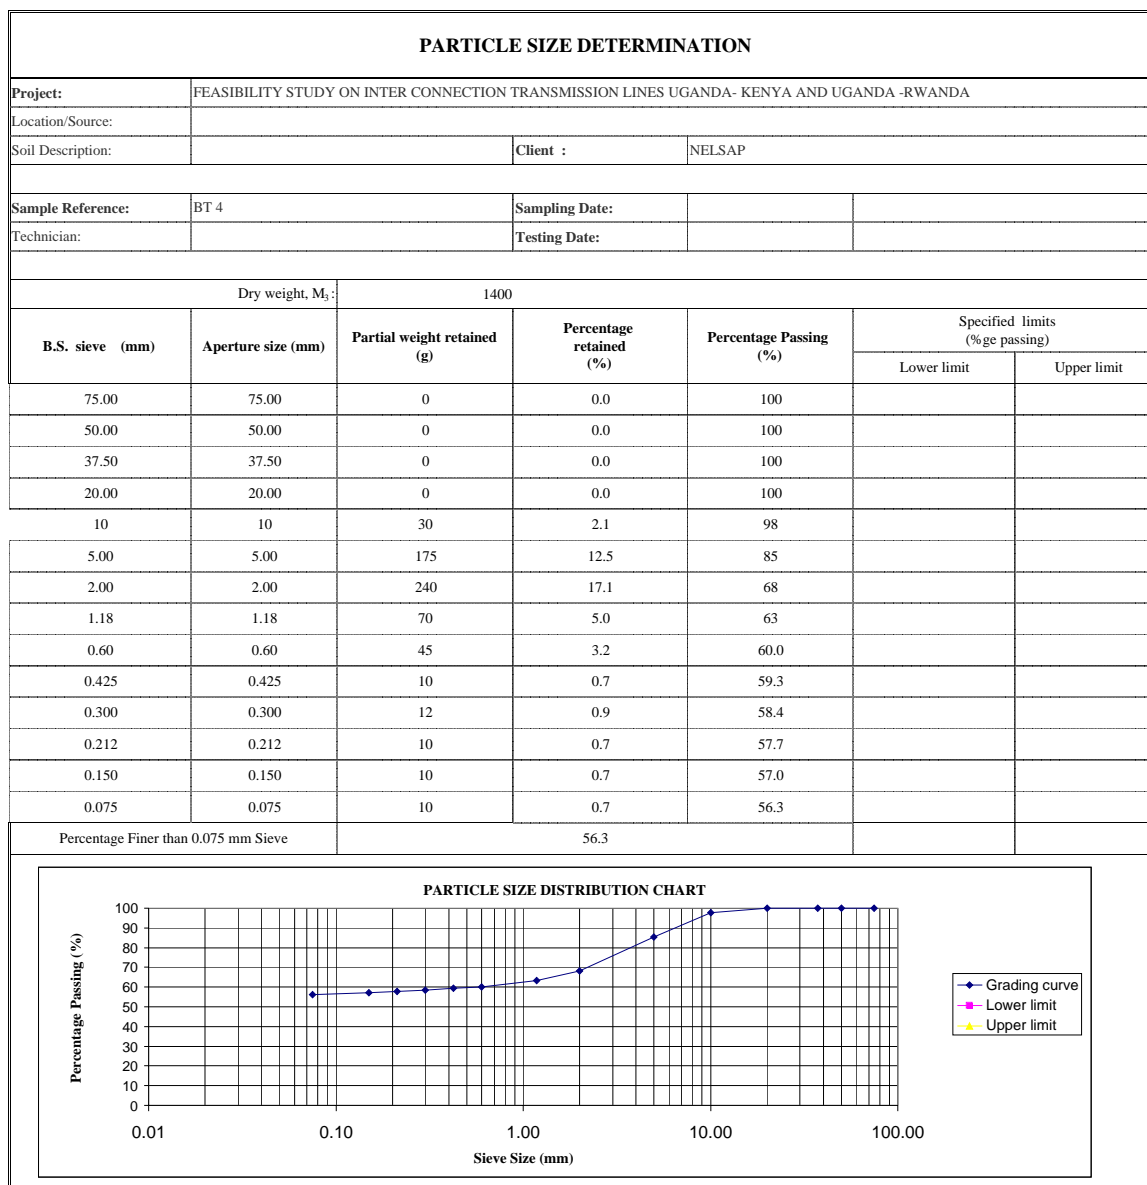 PARTICLE SIZE DETERMINATION
Project: FEASIBILITY STUDY ON INTER CONNECTION TRANSMISSION LINES UGANDA- KENYA AND UGANDA -RWANDA
Location/Source:
Soil Description: Client : NELSAP
Sample Reference: BT 4 Sampling Date:
Technician: Testing Date:
Dry weight, M3 : 1400
B.S. sieve (mm) Aperture size (mm) Partial weight retained (g) Percentage retained (%) Percentage Passing (%) Specified limits (%ge passing)
Lower limit Upper limit
75.00 75.00 0 0.0 100
50.00 50.00 0 0.0 100
37.50 37.50 0 0.0 100
20.00 20.00 0 0.0 100
10 10 30 2.1 98
5.00 5.00 175 12.5 85
2.00 2.00 240 17.1 68
1.18 1.18 70 5.0 63
0.60 0.60 45 3.2 60.0
0.425 0.425 10 0.7 59.3
0.300 0.300 12 0.9 58.4
0.212 0.212 10 0.7 57.7
0.150 0.150 10 0.7 57.0
0.075 0.075 10 0.7 56.3
Percentage Finer than 0.075 mm Sieve 56.3
PARTICLE SIZE DISTRIBUTION CHART
Percentage Passing (%)
100
90
80
70
60
50
40
30
20
10
0
0.01 0.10 1.00 10.00 100.00
Sieve Size (mm)
Grading curve
Lower limit
Upper limit